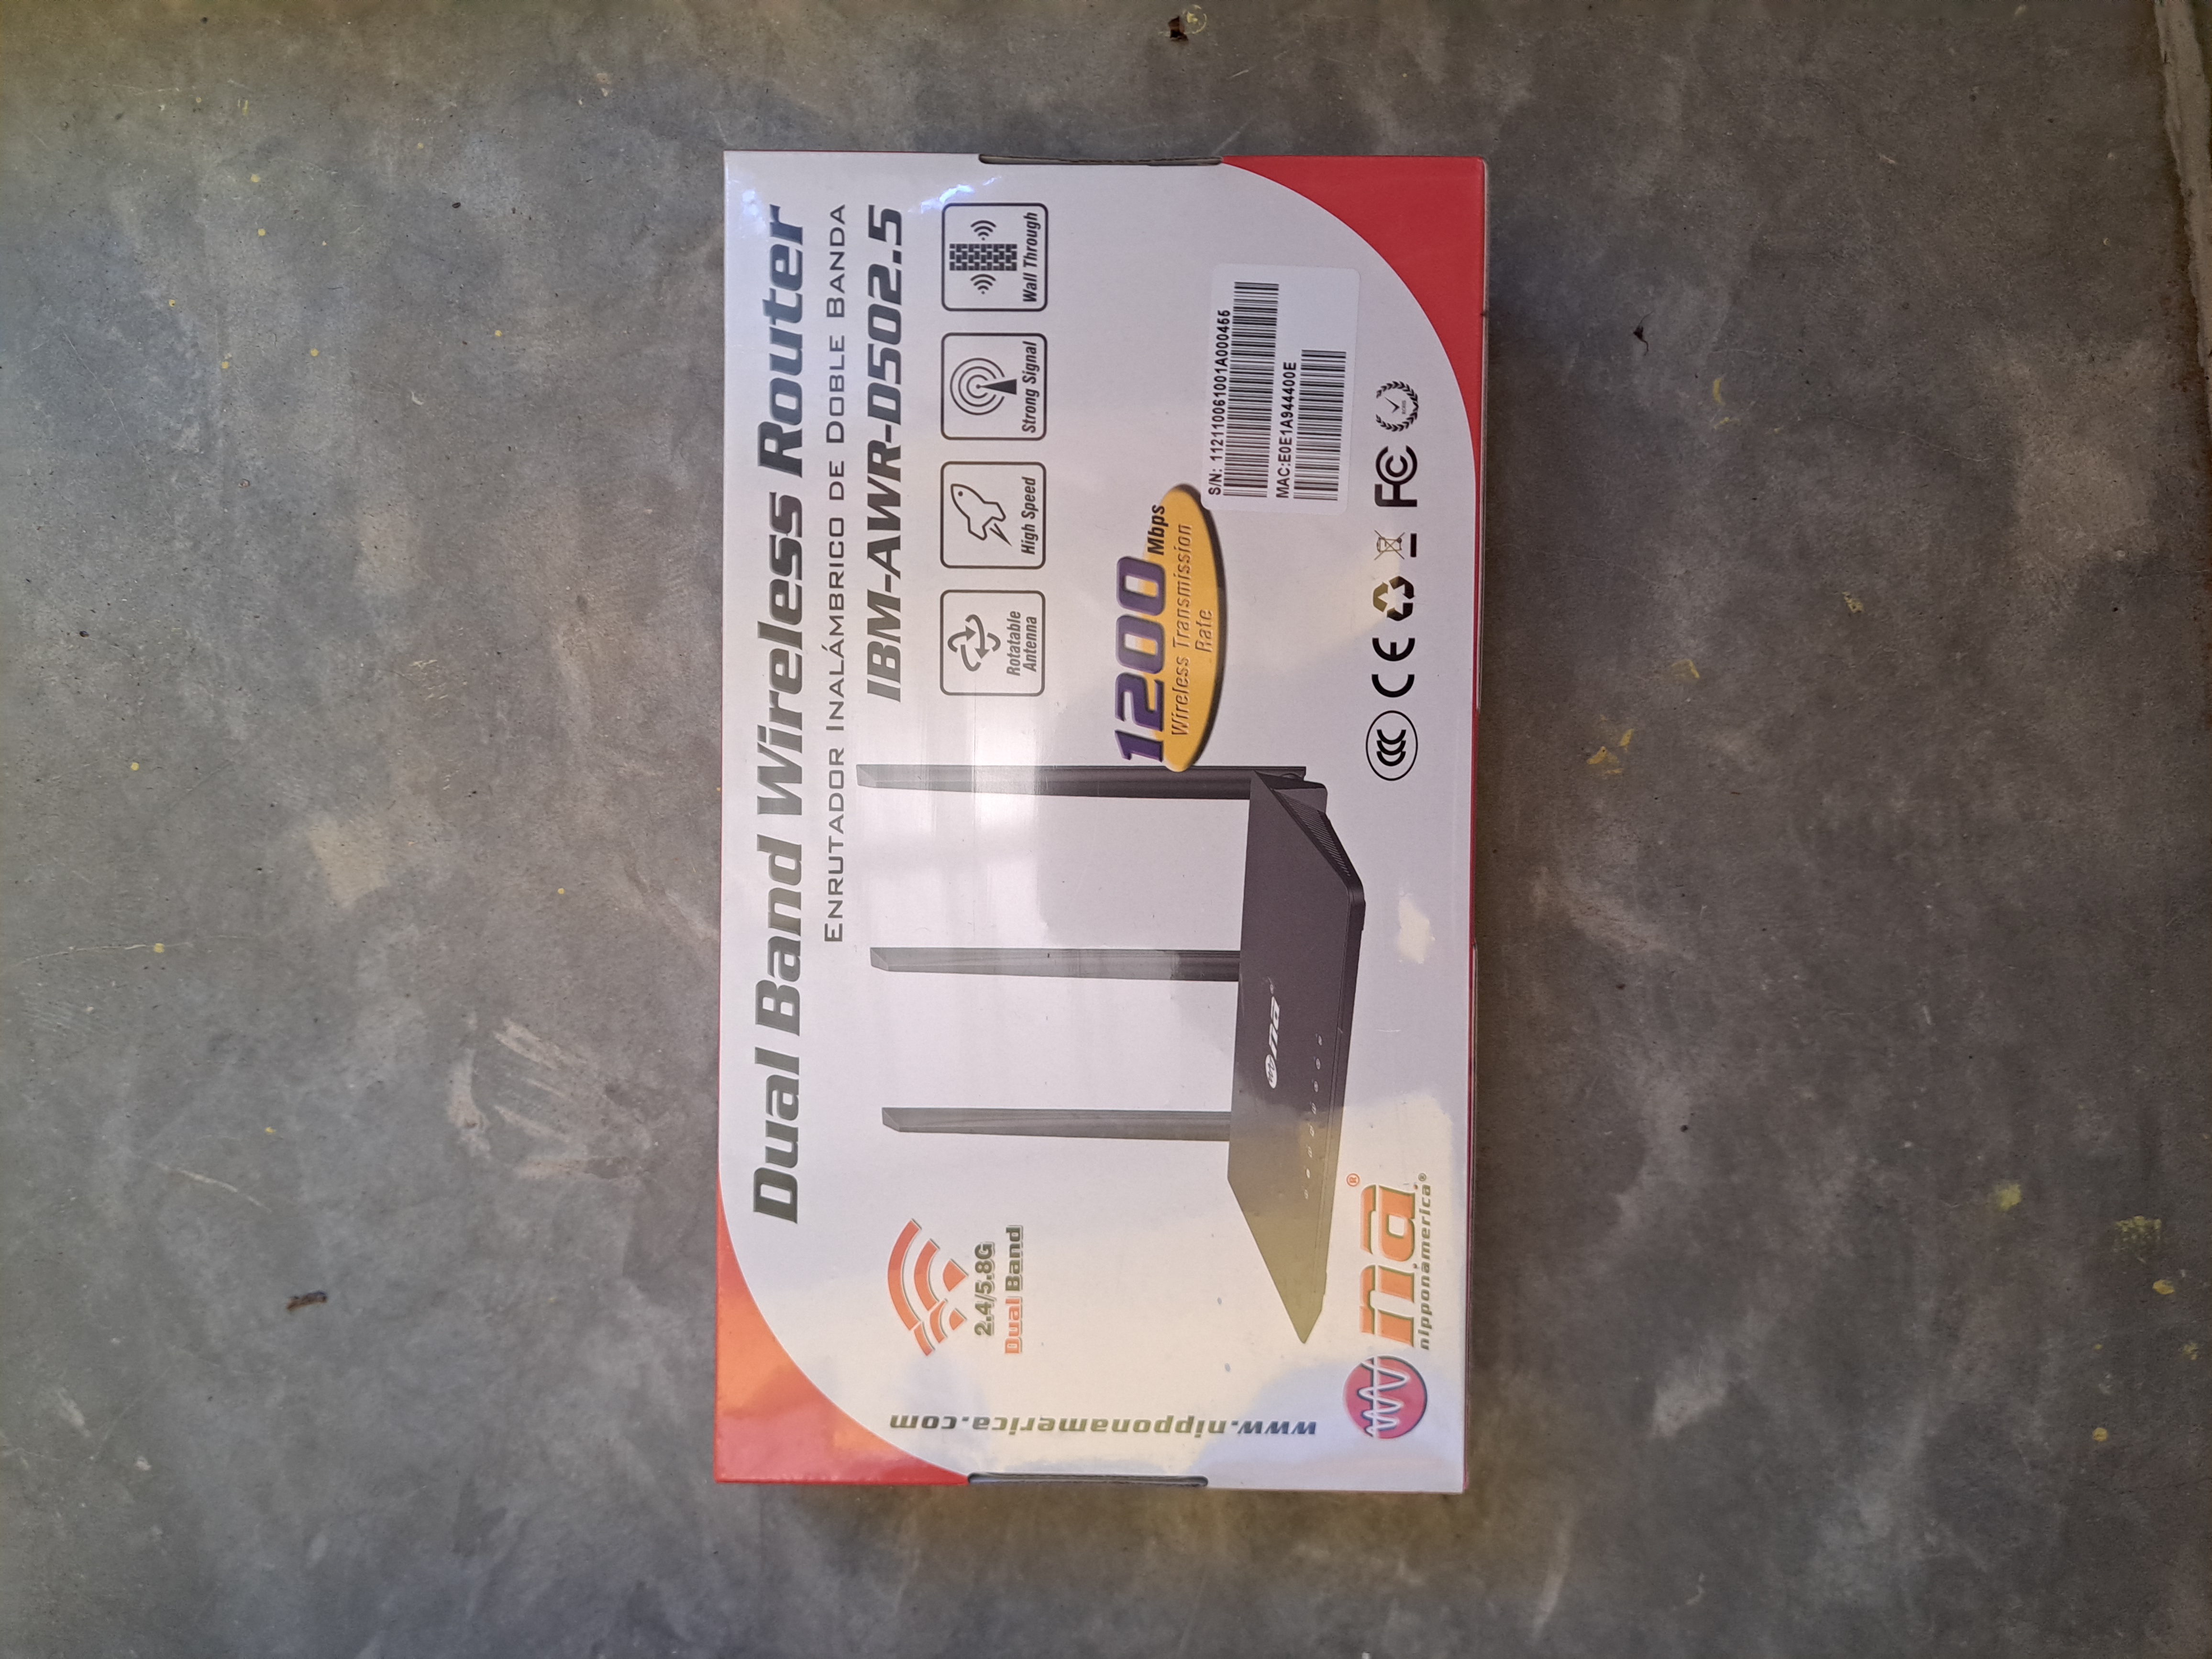 Dual Band Wireless Router
ENRUTADOR INALÁMBRICO DE DOBLE BANDA
IBM-AWR-D502.5
www.nipponamerica.com
2.4/5.8G
Dual Band
Rotatable
Antenna
High Speed
Strong Signal
Wall Through
1200 Mbps
Wireless Transmission
Rate
S/N: 112110061001A000455
MAC:E0E1A944400E
na
na®
nipponamerica®
CCC CE FC